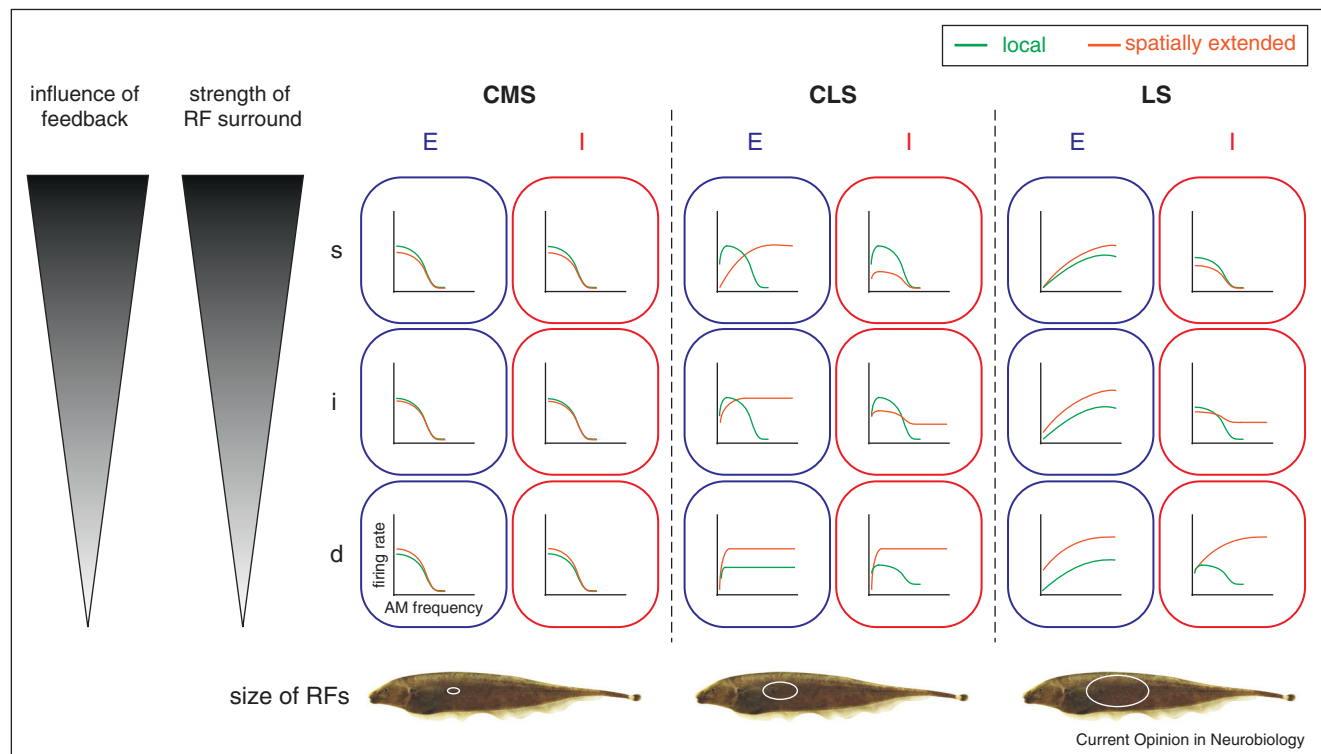 local
spatially extended
influence of
feedback
strength of
RF surround
CMS
CLS
LS
E
I
E
I
E
I
s
i
d
firing rate
AM frequency
size of RFs
Current Opinion in Neurobiology